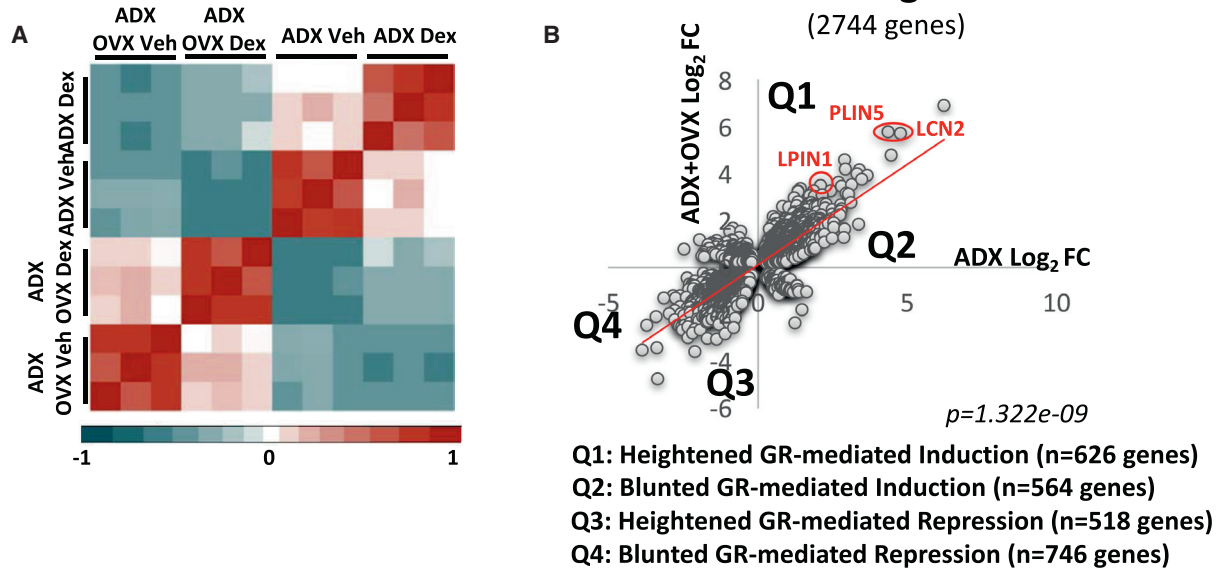 A
ADX
OVX Veh
ADX
OVX Dex
ADX Veh
ADX Dex
ADX Dex
ADX Veh
ADX
OVX Dex
ADX
OVX Veh
-1
0
1
B
(2744 genes)
ADX+OVX Log2 FC
8
6
4
2
Q1
PLIN5
LCN2
LPIN1
Q2
ADX Log2 FC
-5
0
5
10
Q4
-4
Q3
-6
p=1.322e-09
Q1: Heightened GR-mediated Induction (n=626 genes)
Q2: Blunted GR-mediated Induction (n=564 genes)
Q3: Heightened GR-mediated Repression (n=518 genes)
Q4: Blunted GR-mediated Repression (n=746 genes)